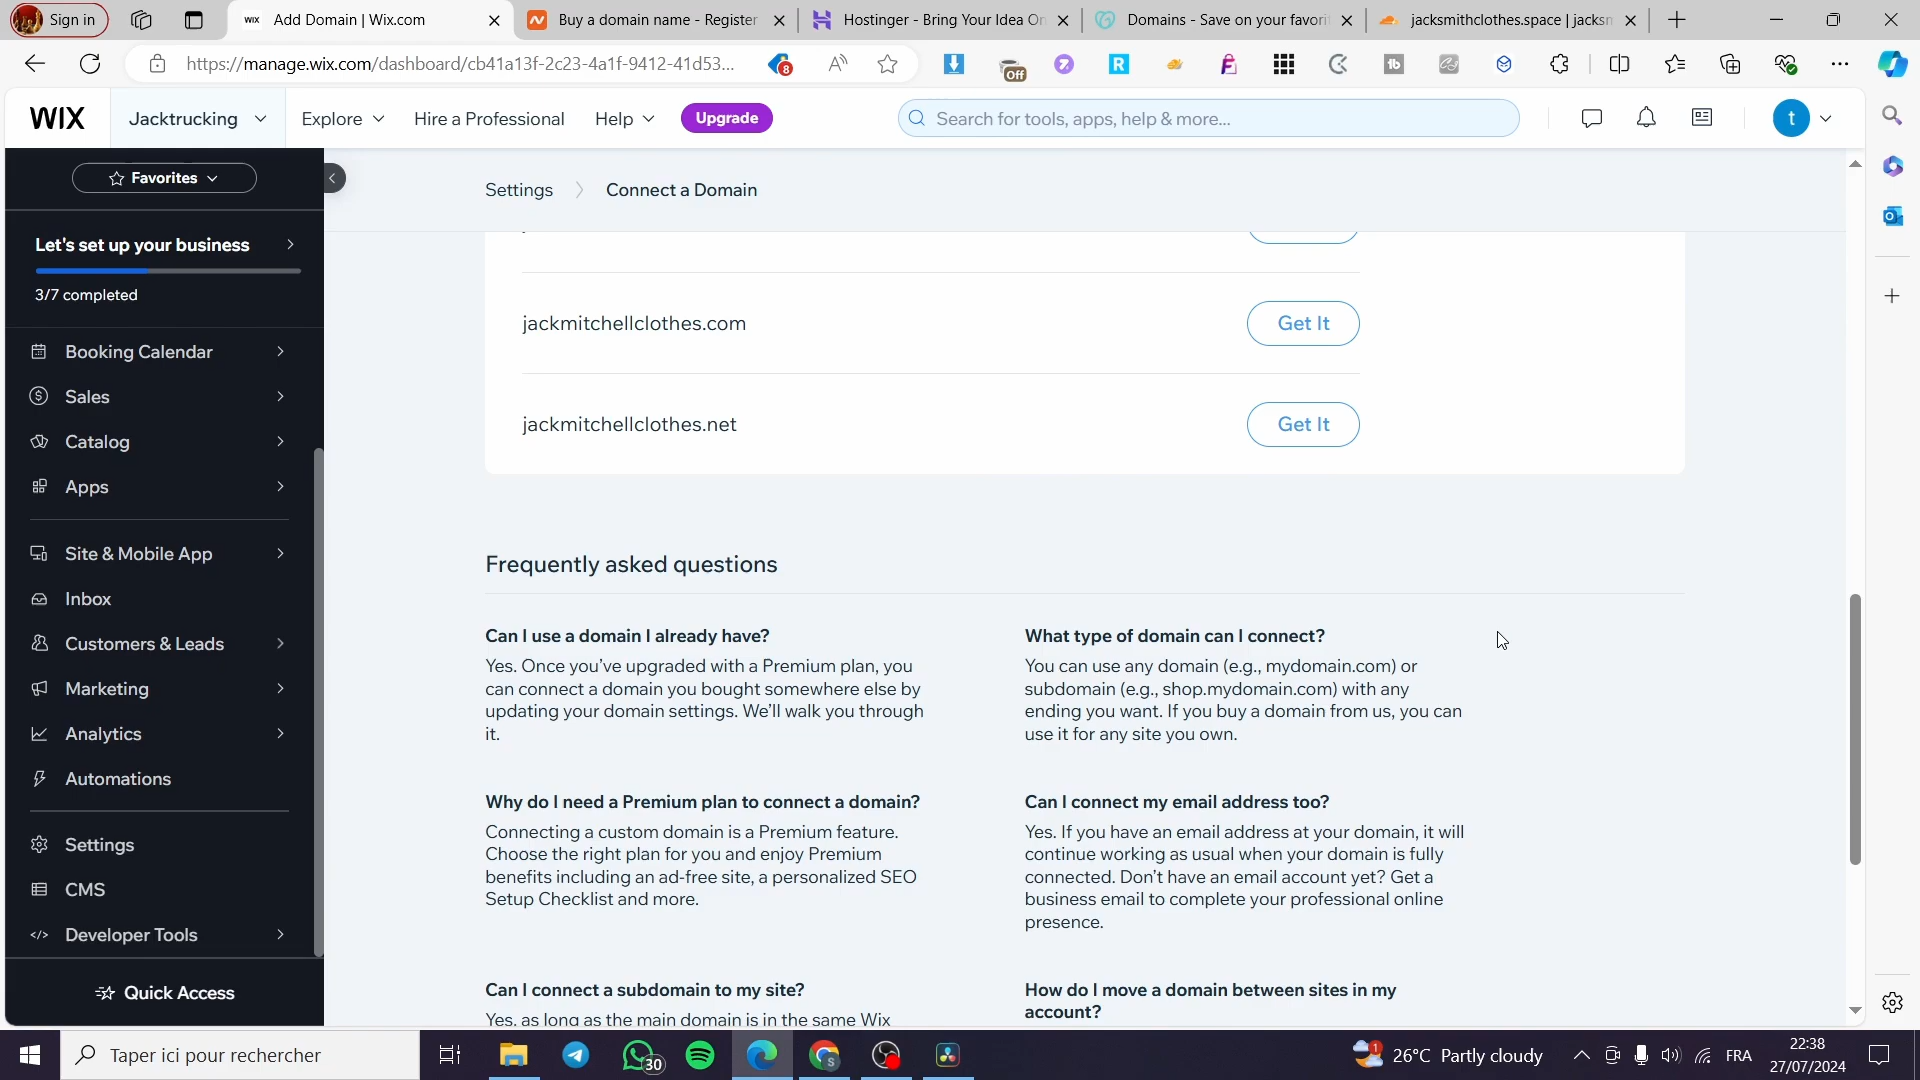 Sign in
WIX Add Domain | Wix.com
Buy a domain name - Register
Hostinger - Bring Your Idea On
Domains - Save on your favori
jacksmithclothes.space | jacksm
https://manage.wix.com/dashboard/cb41a13f-2c23-4a1f-9412-41d53...
8
Off
R
tb
WIX
Jacktrucking
Explore
Hire a Professional
Help
Upgrade
Search for tools, apps, help & more...
t
Favorites
Settings
Connect a Domain
Let's set up your business
3/7 completed
Booking Calendar
Sales
Catalog
Apps
Site & Mobile App
Inbox
Customers & Leads
Marketing
Analytics
Automations
Settings
CMS
Developer Tools
Quick Access
jackmitchellclothes.com
Get It
jackmitchellclothes.net
Get It
Frequently asked questions
Can I use a domain I already have?
Yes. Once you've upgraded with a Premium plan, you
can connect a domain you bought somewhere else by
updating your domain settings. We'll walk you through
it.
What type of domain can I connect?
You can use any domain (e.g., mydomain.com) or
subdomain (e.g., shop.mydomain.com) with any
ending you want. If you buy a domain from us, you can
use it for any site you own.
Why do I need a Premium plan to connect a domain?
Connecting a custom domain is a Premium feature.
Choose the right plan for you and enjoy Premium
benefits including an ad-free site, a personalized SEO
Setup Checklist and more.
Can I connect my email address too?
Yes. If you have an email address at your domain, it will
continue working as usual when your domain is fully
connected. Don't have an email account yet? Get a
business email to complete your professional online
presence.
Can I connect a subdomain to my site?
Yes, as long as the main domain is in the same Wix
How do I move a domain between sites in my
account?
Taper ici pour rechercher
30
S
1
26°C Partly cloudy
FRA
22:38
27/07/2024